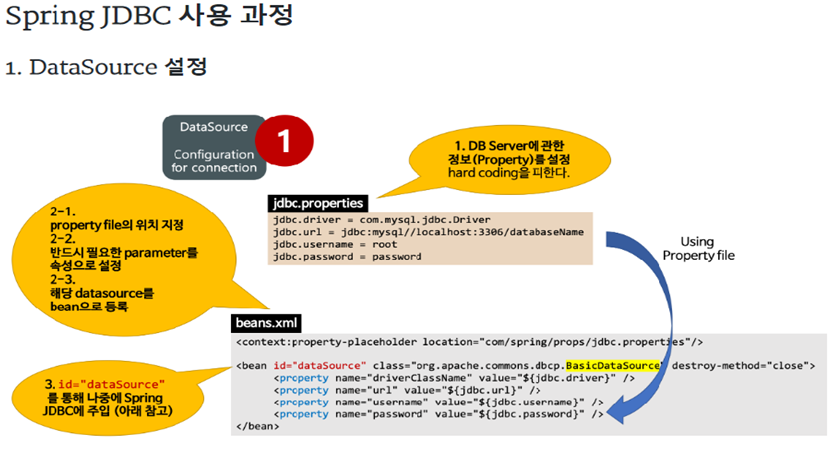 Spring JDBC 사용 과정
1. DataSource 설정
DataSource
Configuration
for connection
1
1. DB Server에 관한
정보(Property)를 설정
hard coding을 피한다.
jdbc.properties
jdbc.driver = com.mysql.jdbc.Driver
jdbc.url = jdbc:mysql//localhost:3306/databaseName
jdbc.username = root
jdbc.password = password
2-1.
property file의 위치 지정
2-2.
반드시 필요한 parameter를
속성으로 설정
2-3.
해당 datasource를
bean으로 등록
Using
Property file
beans.xml
<context:property-placeholder location="com/spring/props/jdbc.properties"/>
<bean id="dataSource" class="org.apache.commons.dbcp.BasicDataSource" destroy-method="close">
<property name="driverClassName" value="${jdbc.driver}" />
<property name="url" value="${jdbc.url}" />
<property name="username" value="${jdbc.username}" />
<property name="password" value="${jdbc.password}" />
</bean>
3. id="dataSource"
를 통해 나중에 Spring
JDBC에 주입 (아래 참고)